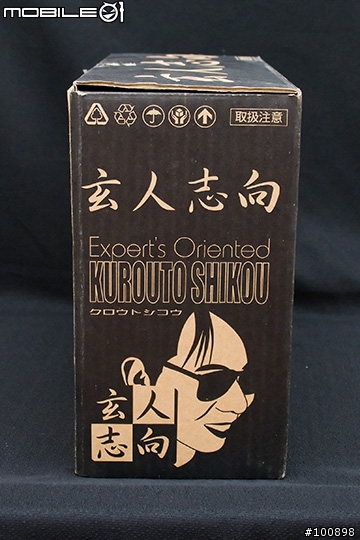 MOBILE01
取扱注意
玄人志向
Expert's Oriented
KUROUTO SHIKOU
クロウトシコウ
玄人
志向
#100898